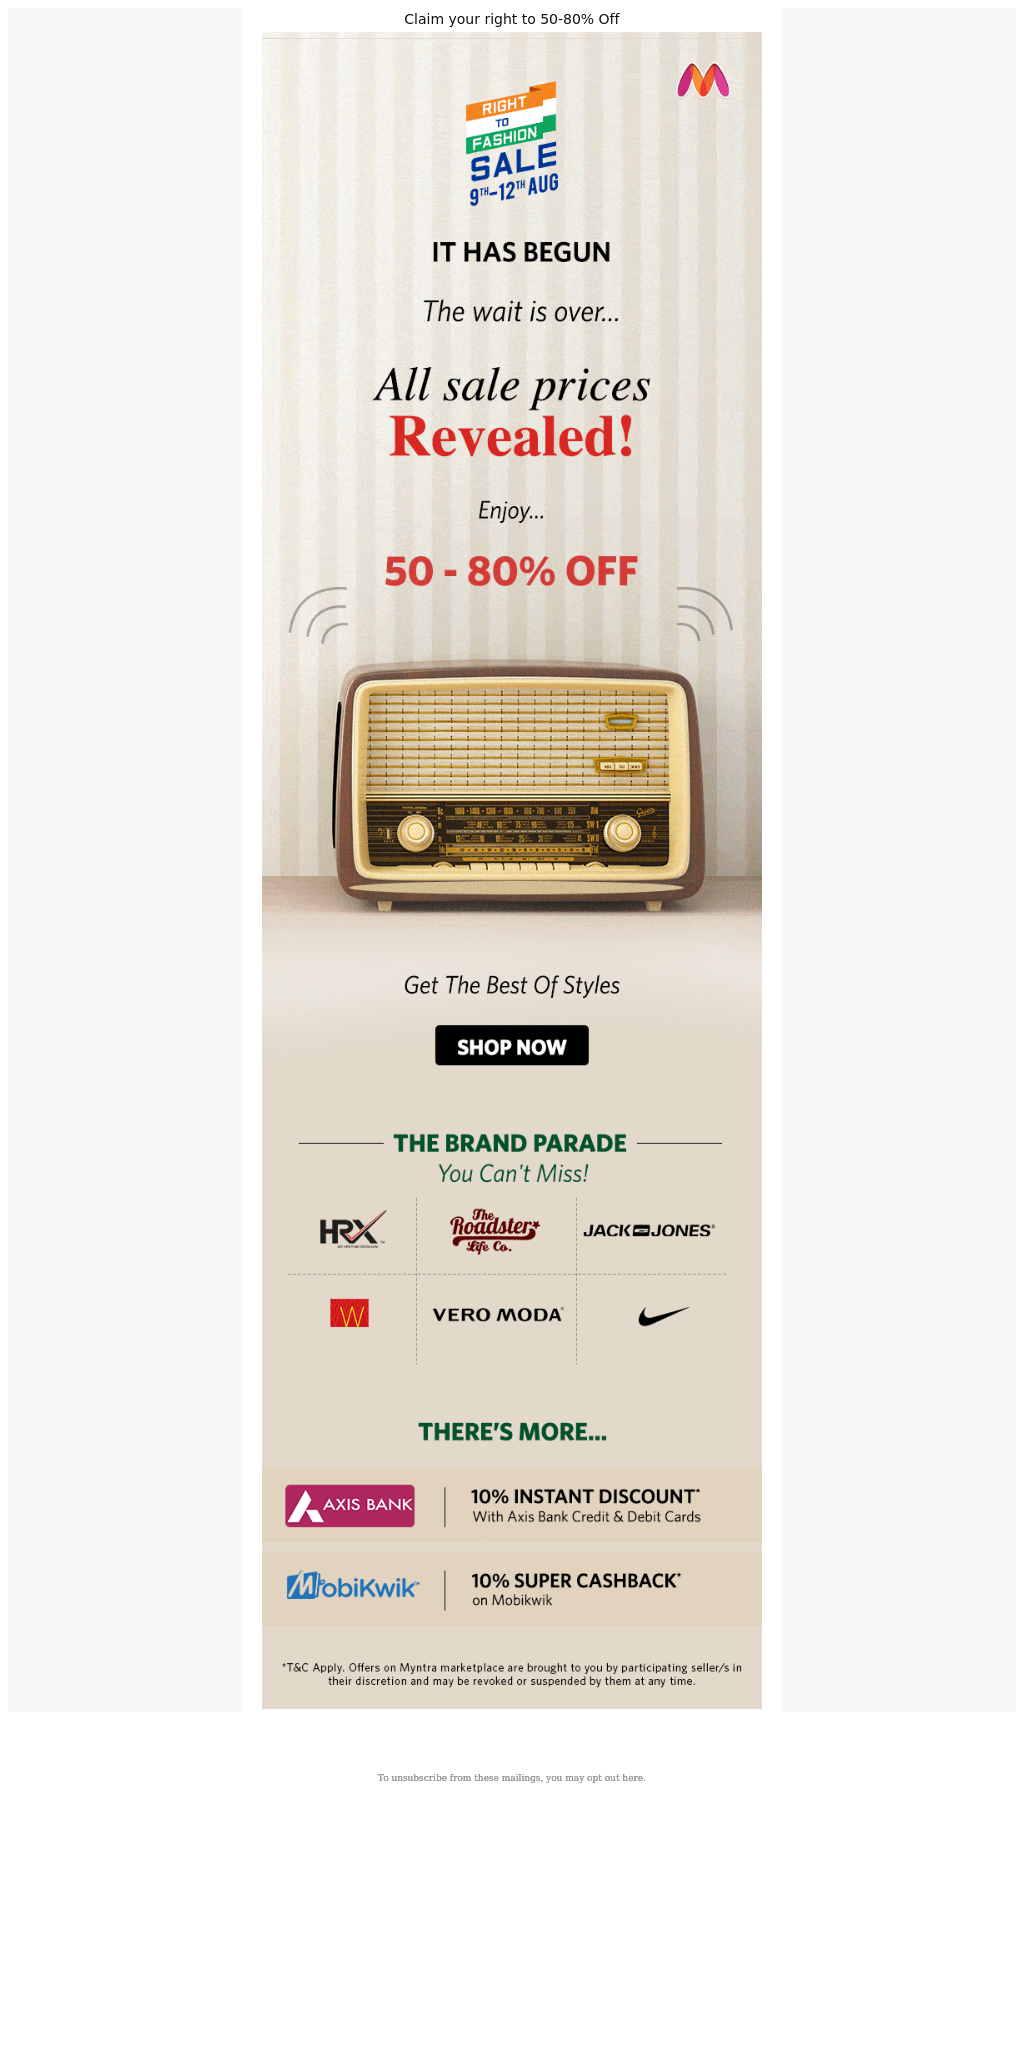 Claim your right to 50-80% Off
RIGHT
TO
FASHION
SALE
9TH-12TH AUG
IT HAS BEGUN
The wait is over...
All sale prices
Revealed!
Enjoy...
50 - 80% OFF
Get The Best Of Styles
SHOP NOW
THE BRAND PARADE
You Can't Miss!
HRX
The
Roadster
Life Co.
JACK JONES®
W
VERO MODA®
THERE'S MORE...
AXIS BANK
10% INSTANT DISCOUNT*
With Axis Bank Credit & Debit Cards
MobiKwik
10% SUPER CASHBACK*
on Mobikwik
*T&C Apply. Offers on Myntra marketplace are brought to you by participating seller/s in
their discretion and may be revoked or suspended by them at any time.
To unsubscribe from these mailings, you may opt out here.